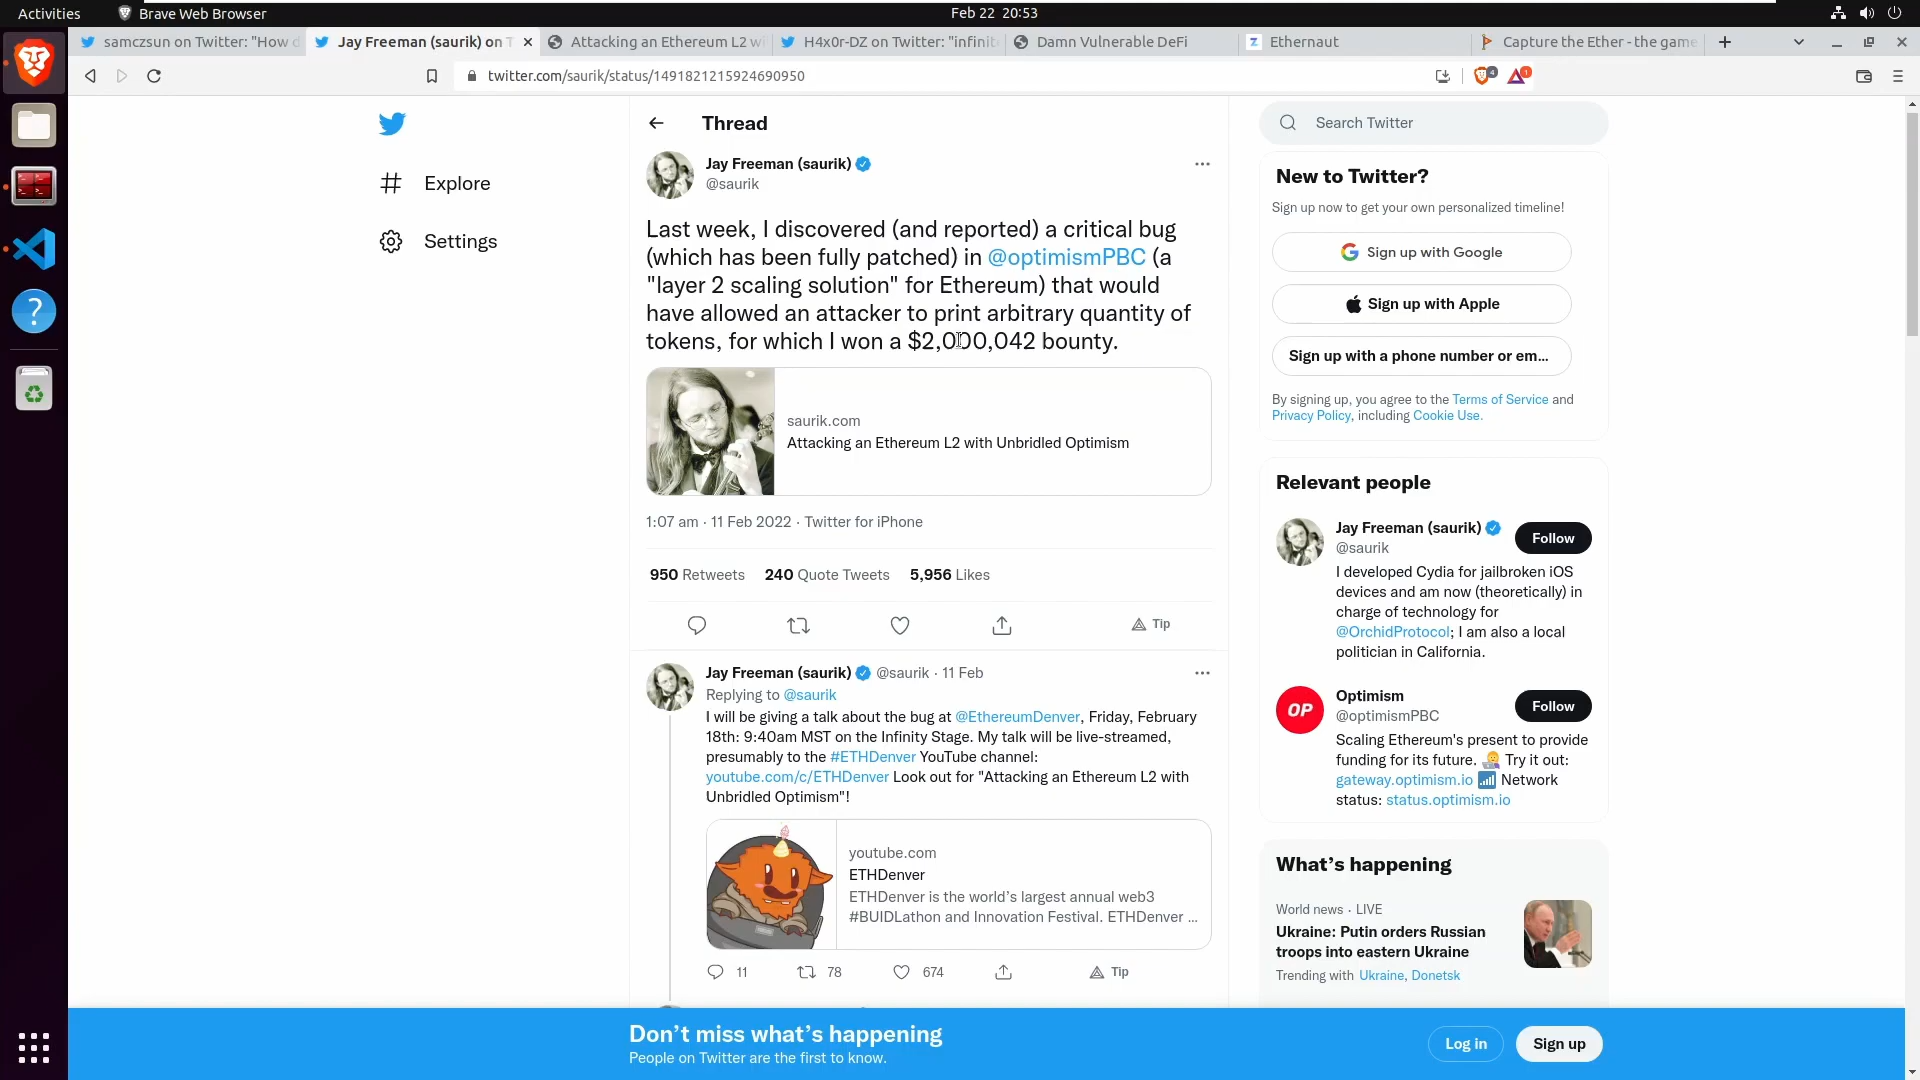 Activities
Brave Web Browser
Feb 22 20:53
samczsun on Twitter: "How d
Jay Freeman (saurik) on T
Attacking an Ethereum L2 wi
H4x0r-DZ on Twitter: "infinit
Damn Vulnerable DeFi
Ethernaut
Capture the Ether - the game
twitter.com/saurik/status/1491821215924690950
4
1
Explore
Settings
Thread
Jay Freeman (saurik)
@saurik
Last week, I discovered (and reported) a critical bug
(which has been fully patched) in @optimismPBC (a
"layer 2 scaling solution" for Ethereum) that would
have allowed an attacker to print arbitrary quantity of
tokens, for which I won a $2,000,042 bounty.
saurik.com
Attacking an Ethereum L2 with Unbridled Optimism
1:07 am · 11 Feb 2022 · Twitter for iPhone
950 Retweets 240 Quote Tweets 5,956 Likes
Tip
Jay Freeman (saurik) @saurik · 11 Feb
Replying to @saurik
I will be giving a talk about the bug at @EthereumDenver, Friday, February
18th: 9:40am MST on the Infinity Stage. My talk will be live-streamed,
presumably to the #ETHDenver YouTube channel:
youtube.com/c/ETHDenver Look out for "Attacking an Ethereum L2 with
Unbridled Optimism"!
youtube.com
ETHDenver
ETHDenver is the world's largest annual web3
#BUIDLathon and Innovation Festival. ETHDenver ...
11 78 674 Tip
Search Twitter
New to Twitter?
Sign up now to get your own personalized timeline!
Sign up with Google
Sign up with Apple
Sign up with a phone number or em...
By signing up, you agree to the Terms of Service and
Privacy Policy, including Cookie Use.
Relevant people
Jay Freeman (saurik)
@saurik
Follow
I developed Cydia for jailbroken iOS
devices and am now (theoretically) in
charge of technology for
@OrchidProtocol; I am also a local
politician in California.
OP
Optimism
@optimismPBC
Follow
Scaling Ethereum's present to provide
funding for its future. Try it out:
gateway.optimism.io Network
status: status.optimism.io
What's happening
World news · LIVE
Ukraine: Putin orders Russian
troops into eastern Ukraine
Trending with Ukraine, Donetsk
Don't miss what's happening
People on Twitter are the first to know.
Log in
Sign up